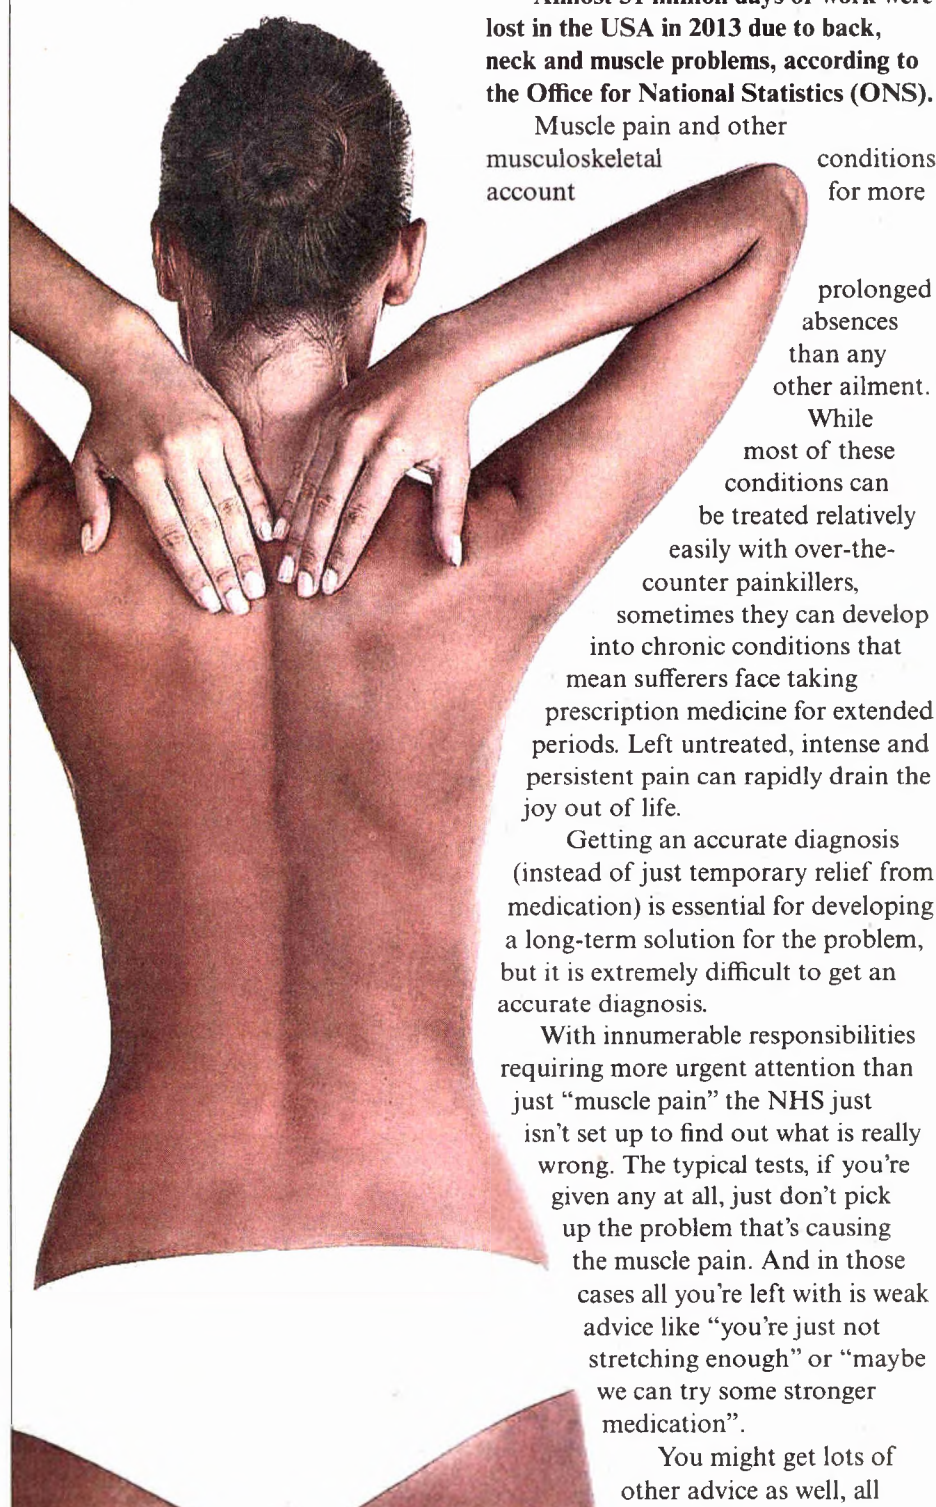 lost in the USA in 2013 due to back,
neck and muscle problems, according to
the Office for National Statistics (ONS).
Muscle pain and other
musculoskeletal conditions
account for more
prolonged
absences
than any
other ailment.
While
most of these
conditions can
be treated relatively
easily with over-the-
counter painkillers,
sometimes they can develop
into chronic conditions that
mean sufferers face taking
prescription medicine for extended
periods. Left untreated, intense and
persistent pain can rapidly drain the
joy out of life.
Getting an accurate diagnosis
(instead of just temporary relief from
medication) is essential for developing
a long-term solution for the problem,
but it is extremely difficult to get an
accurate diagnosis.
With innumerable responsibilities
requiring more urgent attention than
just “muscle pain” the NHS just
isn't set up to find out what is really
wrong. The typical tests, if you're
given any at all, just don't pick
up the problem that's causing
the muscle pain. And in those
cases all you're left with is weak
advice like “you're just not
stretching enough” or “maybe
we can try some stronger
medication”.
You might get lots of
other advice as well, all